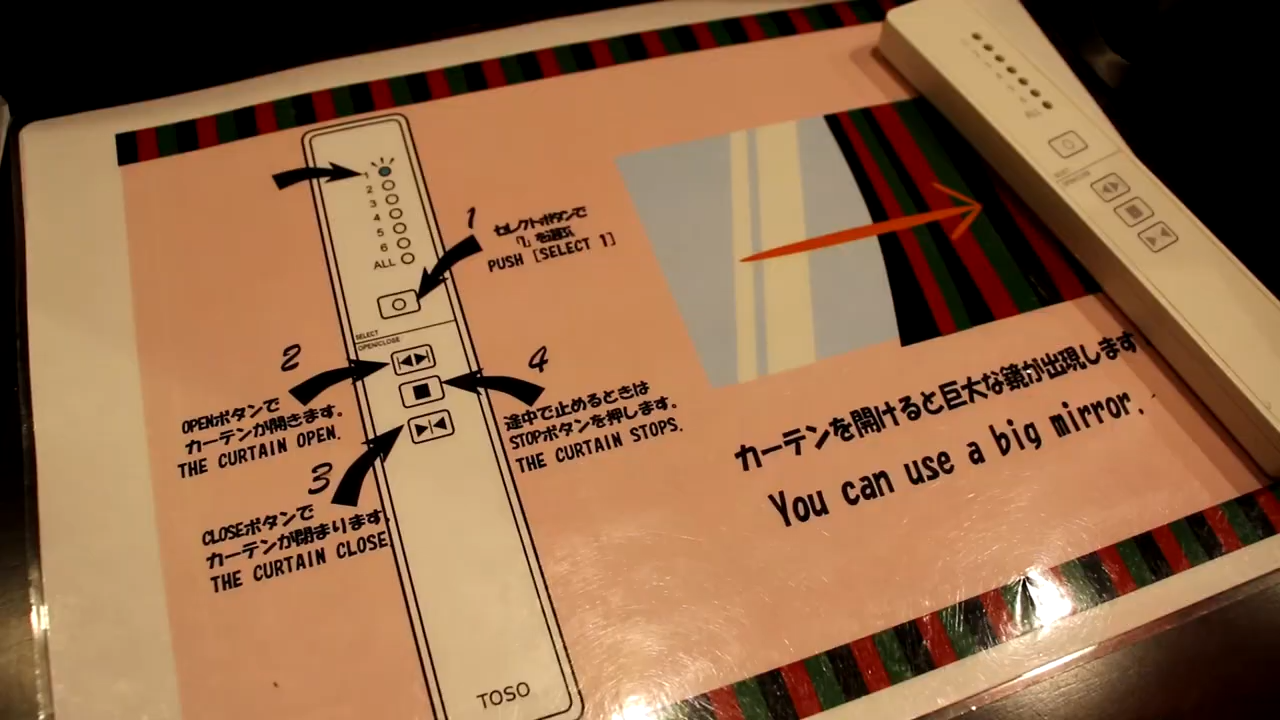 1
2
3
4
5
6
ALL
1
セレクトボタンで
「1」を選ぶ
PUSH [SELECT 1]
SELECT
OPEN/CLOSE
2
OPENボタンで
カーテンが開きます。
THE CURTAIN OPEN.
4
途中で止めるときは
STOPボタンを押します。
THE CURTAIN STOPS.
3
CLOSEボタンで
カーテンが閉まります。
THE CURTAIN CLOSE
TOSO
カーテンを開けると巨大な鏡が出現します
You can use a big mirror.
ALL